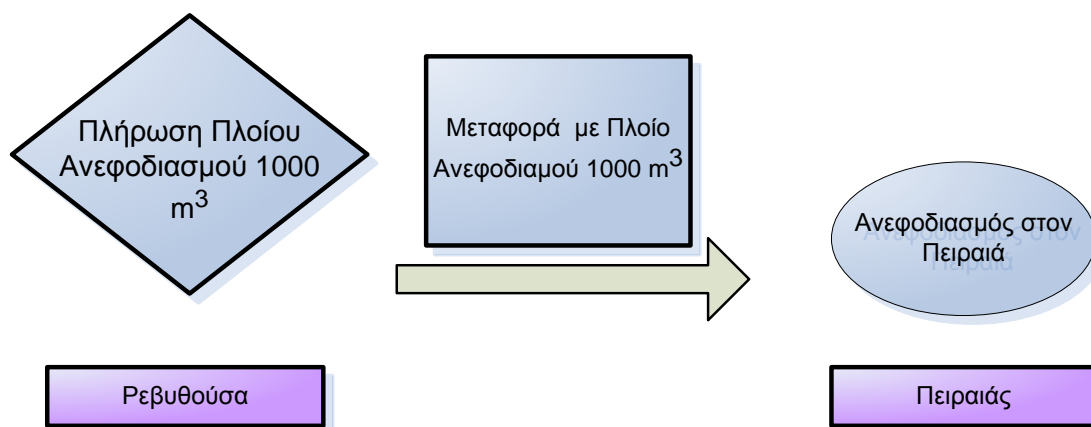 Πλήρωση Πλοίου
Ανεφοδιασμού 1000
m³
Μεταφορά με Πλοίο
Ανεφοδιαμού 1000 m³
Ανεφοδιασμός στον
Πειραιά
Ρεβυθούσα
Πειραιάς